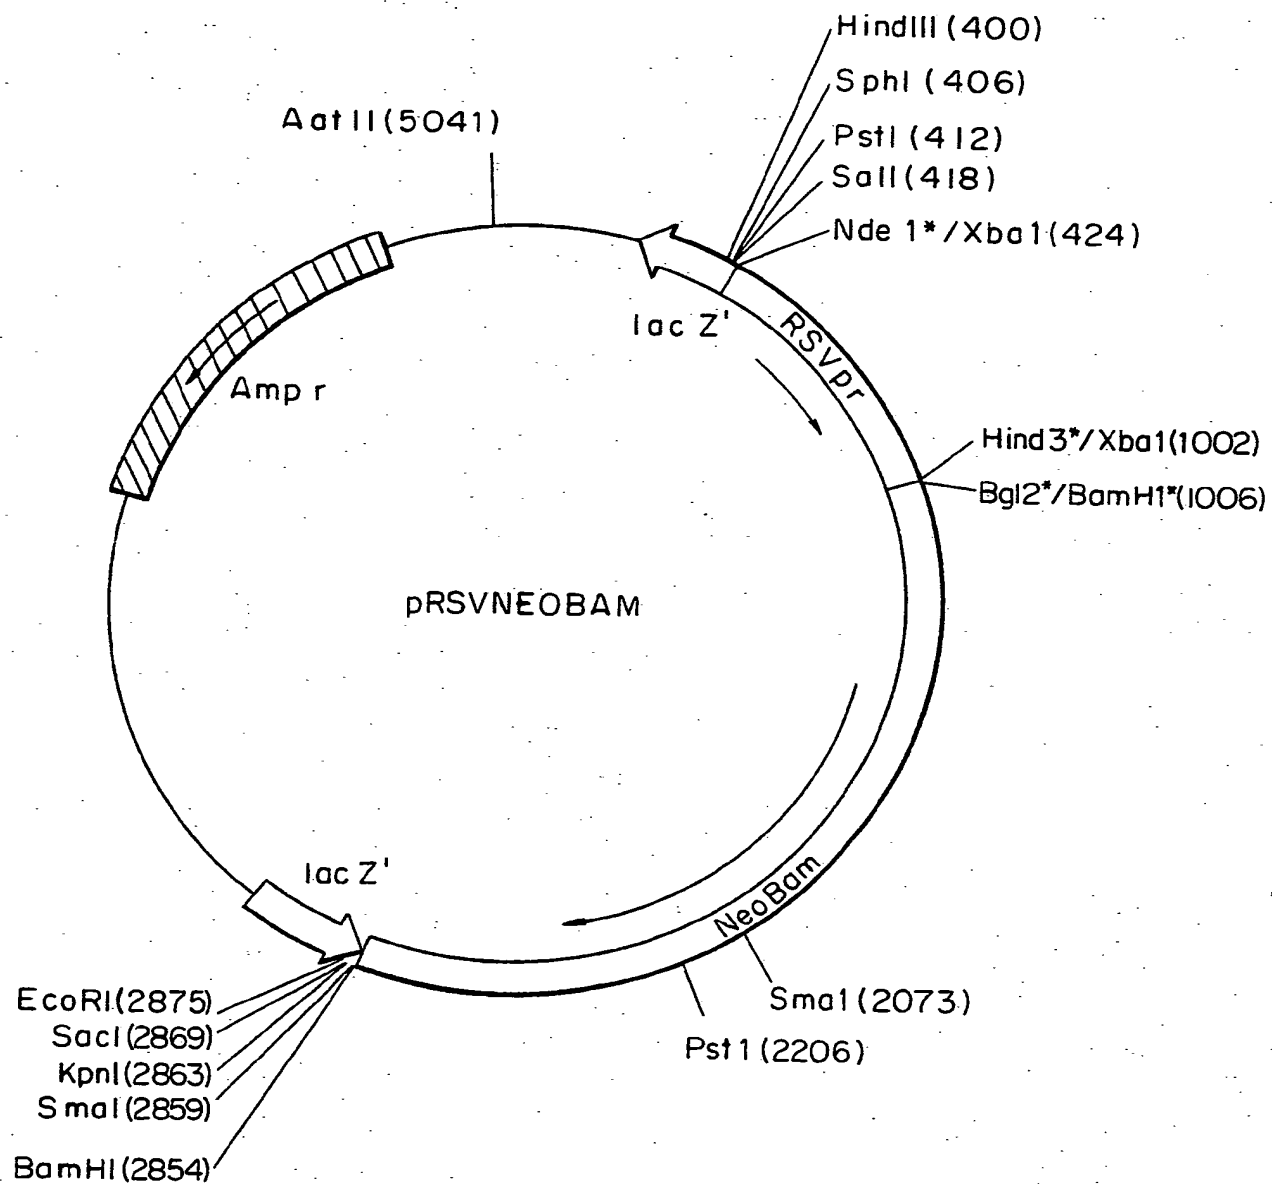 HindIII (400)
SphI (406)
AatII (5041)
PstI (412)
SalI (418)
Nde 1*/Xba1 (424)
lac Z'
RSVpr
Amp r
Hind3*/Xba1(1002)
Bgl2*/BamH1*(1006)
pRSVNEOBAM
lac Z'
NeoBam
EcoRI(2875)
SacI(2869)
KpnI(2863)
SmaI(2859)
BamHI(2854)
Sma1(2073)
Pst1(2206)